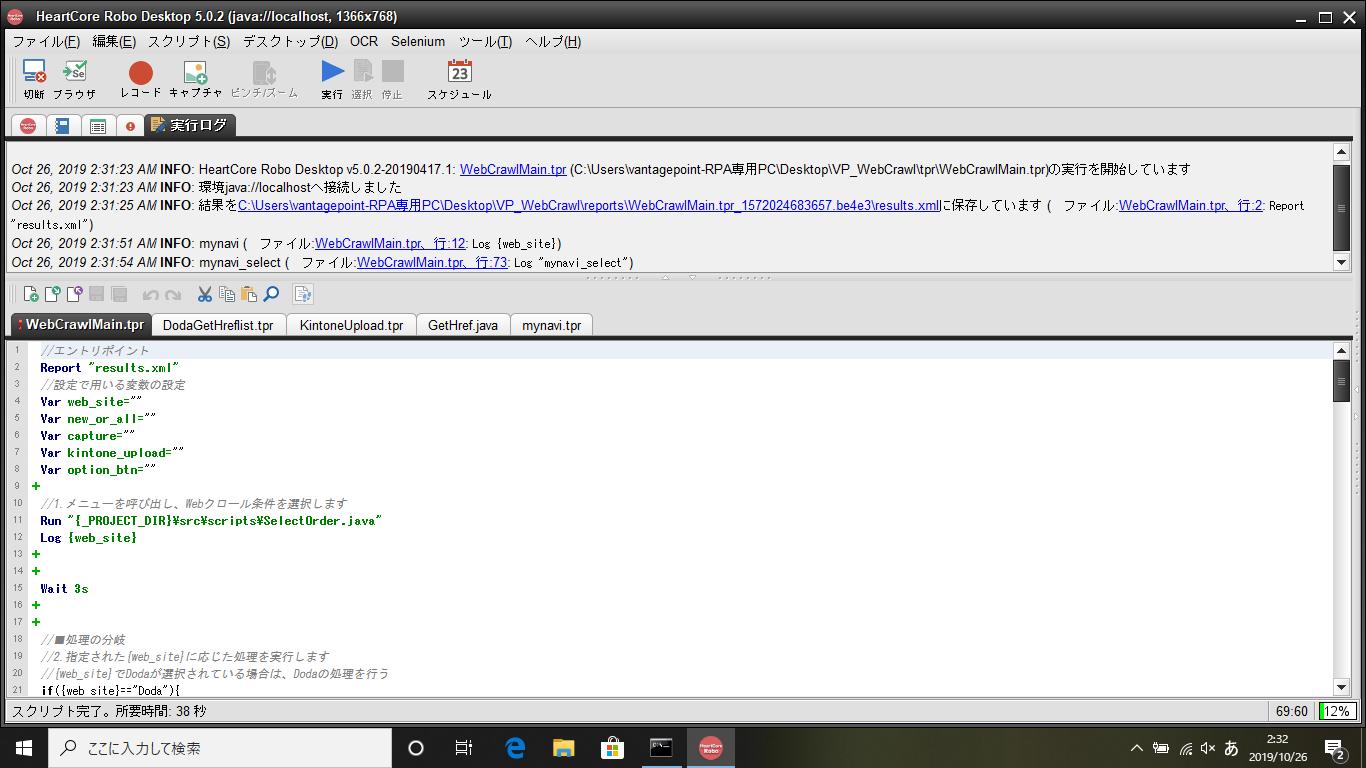 HeartCore Robo Desktop 5.0.2 (java://localhost, 1366x768)
ファイル(F) 編集(E) スクリプト(S) デスクトップ(D) OCR Selenium ツール(T) ヘルプ(H)
切断 ブラウザ レコード キャプチャ ピンチ/ズーム 実行 選択 停止 23 スケジュール
実行ログ
Oct 26, 2019 2:31:23 AM INFO: HeartCore Robo Desktop v5.0.2-20190417.1: WebCrawlMain.tpr (C:\Users\vantagepoint-RPA専用PC\Desktop\VP_WebCrawl\tpr\WebCrawlMain.tpr)の実行を開始しています
Oct 26, 2019 2:31:23 AM INFO: 環境java://localhostへ接続しました
Oct 26, 2019 2:31:25 AM INFO: 結果をC:\Users\vantagepoint-RPA専用PC\Desktop\VP_WebCrawl\reports\WebCrawlMain.tpr_1572024683657.be4e3\results.xmlに保存しています ( ファイル:WebCrawlMain.tpr、行:2: Report
"results.xml")
Oct 26, 2019 2:31:51 AM INFO: mynavi ( ファイル:WebCrawlMain.tpr、行:12: Log {web_site})
Oct 26, 2019 2:31:54 AM INFO: mynavi_select ( ファイル:WebCrawlMain.tpr、行:73: Log "mynavi_select")
WebCrawlMain.tpr DodaGetHreflist.tpr KintoneUpload.tpr GetHref.java mynavi.tpr
1 //エントリポイント
2 Report "results.xml"
3 //設定で用いる変数の設定
4 Var web_site=""
5 Var new_or_all=""
6 Var capture=""
7 Var kintone_upload=""
8 Var option_btn=""
9
10 //1.メニューを呼び出し、Webクロール条件を選択します
11 Run "{_PROJECT_DIR}¥src¥scripts¥SelectOrder.java"
12 Log {web_site}
13
14
15 Wait 3s
16
17
18 //■処理の分岐
19 //2.指定された{web_site}に応じた処理を実行します
20 //{web_site}でDodaが選択されている場合は、Dodaの処理を行う
21 if({web_site}=="Doda"){
スクリプト完了。所要時間: 38 秒 69:60 12%
ここに入力して検索 あ 2:32
2019/10/26 2